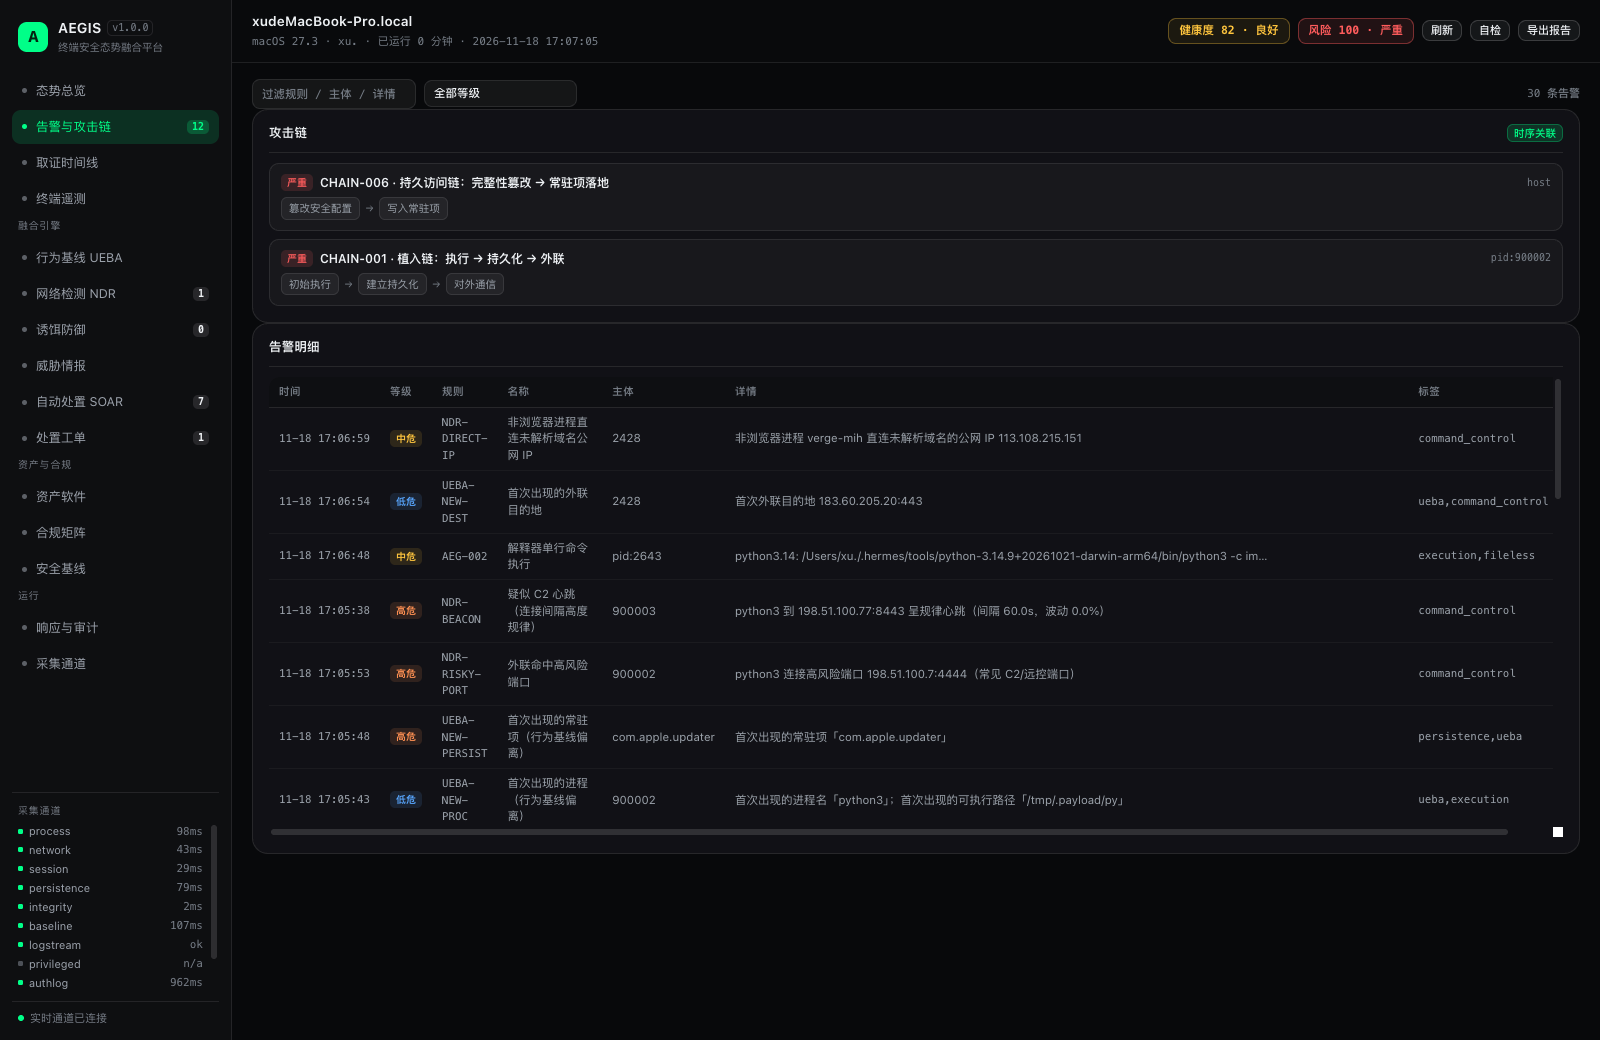 A
AEGIS v1.0.0
终端安全态势融合平台
态势总览
告警与攻击链 12
取证时间线
终端遥测
融合引擎
行为基线 UEBA
网络检测 NDR 1
诱饵防御 0
威胁情报
自动处置 SOAR 7
处置工单 1
资产与合规
资产软件
合规矩阵
安全基线
运行
响应与审计
采集通道
采集通道
process 98ms
network 43ms
session 29ms
persistence 79ms
integrity 2ms
baseline 107ms
logstream ok
privileged n/a
authlog 962ms
实时通道已连接
xudeMacBook-Pro.local
macOS 27.3 · xu. · 已运行 0 分钟 · 2026-11-18 17:07:05
健康度 82 · 良好
风险 100 · 严重
刷新
自检
导出报告
过滤规则 / 主体 / 详情
全部等级
30 条告警
攻击链
时序关联
严重 CHAIN-006 · 持久访问链：完整性篡改 → 常驻项落地
host
篡改安全配置 → 写入常驻项
严重 CHAIN-001 · 植入链：执行 → 持久化 → 外联
pid:900002
初始执行 → 建立持久化 → 对外通信
告警明细
时间 等级 规则 名称 主体 详情 标签
11-18 17:06:59 中危 NDR-DIRECT-IP 非浏览器进程直连未解析域名公网 IP 2428 非浏览器进程 verge-mih 直连未解析域名的公网 IP 113.108.215.151 command_control
11-18 17:06:54 低危 UEBA-NEW-DEST 首次出现的外联目的地 2428 首次外联目的地 183.60.205.20:443 ueba,command_control
11-18 17:06:48 中危 AEG-002 解释器单行命令执行 pid:2643 python3.14: /Users/xu./.hermes/tools/python-3.14.9+20261021-darwin-arm64/bin/python3 -c im… execution,fileless
11-18 17:05:38 高危 NDR-BEACON 疑似 C2 心跳（连接间隔高度规律） 900003 python3 到 198.51.100.77:8443 呈规律心跳（间隔 60.0s，波动 0.0%） command_control
11-18 17:05:53 高危 NDR-RISKY-PORT 外联命中高风险端口 900002 python3 连接高风险端口 198.51.100.7:4444（常见 C2/远控端口） command_control
11-18 17:05:48 高危 UEBA-NEW-PERSIST 首次出现的常驻项（行为基线偏离） com.apple.updater 首次出现的常驻项「com.apple.updater」 persistence,ueba
11-18 17:05:43 低危 UEBA-NEW-PROC 首次出现的进程（行为基线偏离） 900002 首次出现的进程名「python3」；首次出现的可执行路径「/tmp/.payload/py」 ueba,execution